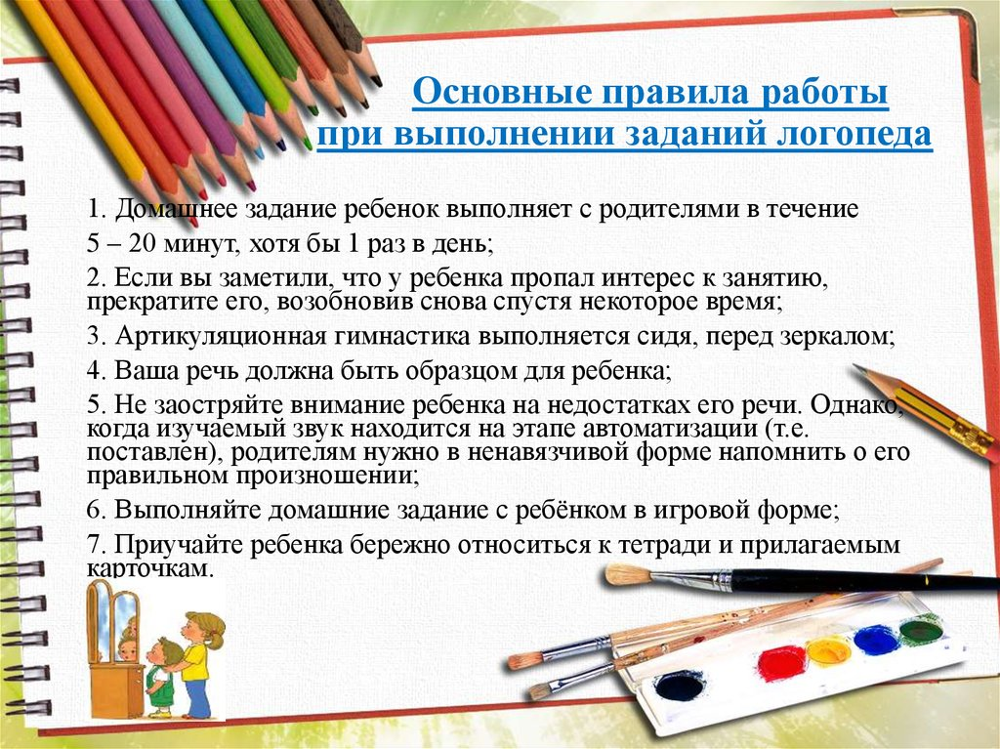 Основные правила работы
при выполнении заданий логопеда
1. Домашнее задание ребенок выполняет с родителями в течение
5 – 20 минут, хотя бы 1 раз в день;
2. Если вы заметили, что у ребенка пропал интерес к занятию,
прекратите его, возобновив снова спустя некоторое время;
3. Артикуляционная гимнастика выполняется сидя, перед зеркалом;
4. Ваша речь должна быть образцом для ребенка;
5. Не заостряйте внимание ребенка на недостатках его речи. Однако,
когда изучаемый звук находится на этапе автоматизации (т.е.
поставлен), родителям нужно в ненавязчивой форме напомнить о его
правильном произношении;
6. Выполняйте домашние задание с ребёнком в игровой форме;
7. Приучайте ребенка бережно относиться к тетради и прилагаемым
карточкам.